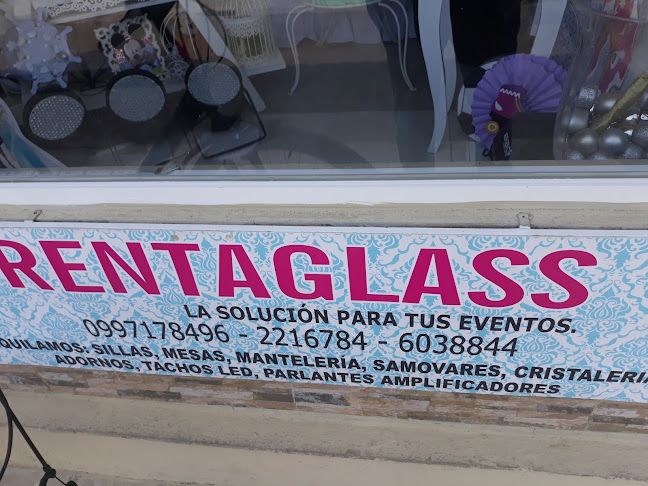 RENTAGLASS
LA SOLUCIÓN PARA TUS EVENTOS.
0997178496 - 2216784 - 6038844
QUILAMOS, SILLAS, MESAS, MANTELERÍA, SAMOVARES, CRISTALERIA
ADORNOS, TACHOS LED, PARLANTES AMPLIFICADORES